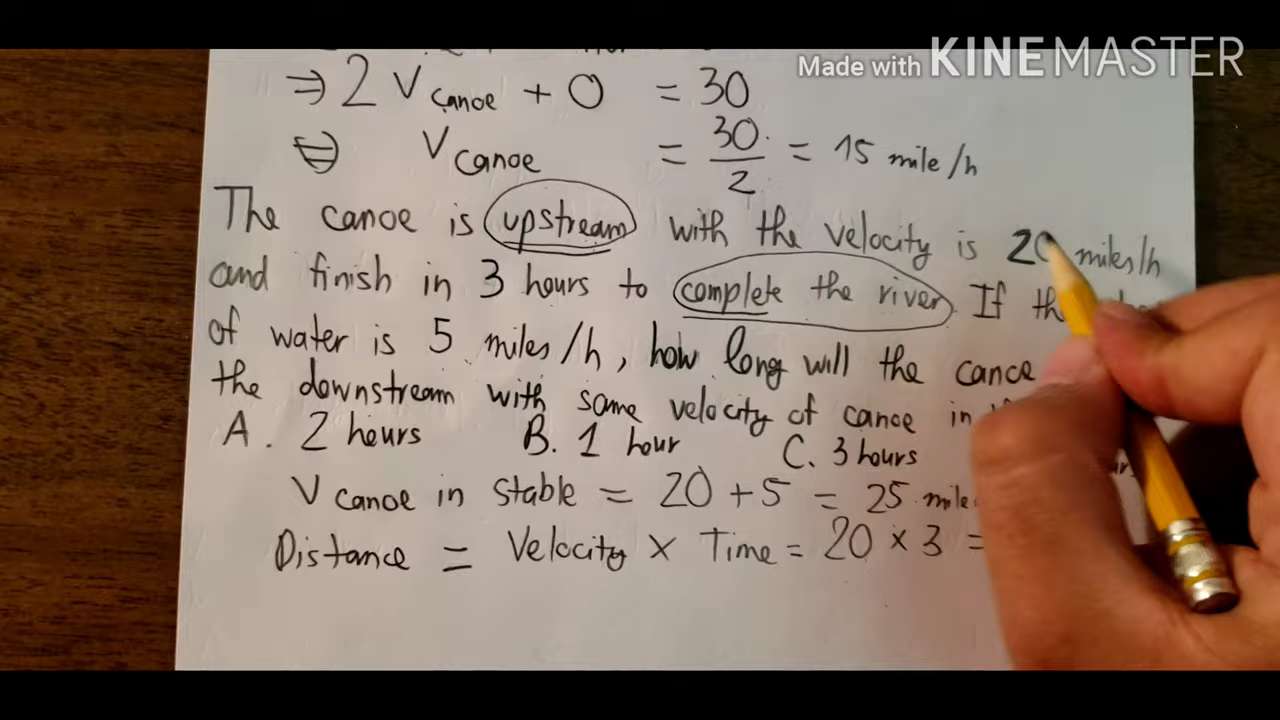 Made with KINEMASTER
⇒ 2 V canoe + 0 = 30
⇔ V canoe = 30/2 = 15 mile/h
The canoe is upstream with the velocity is 20 miles/h
and finish in 3 hours to complete the river. If
of water is 5 miles/h, how long will the canoe
the downstream with same velocity of canoe in
A. 2 hours B. 1 hour C. 3 hours
V canoe in stable = 20 + 5 = 25 mile
Distance = Velocity × Time = 20 × 3 =